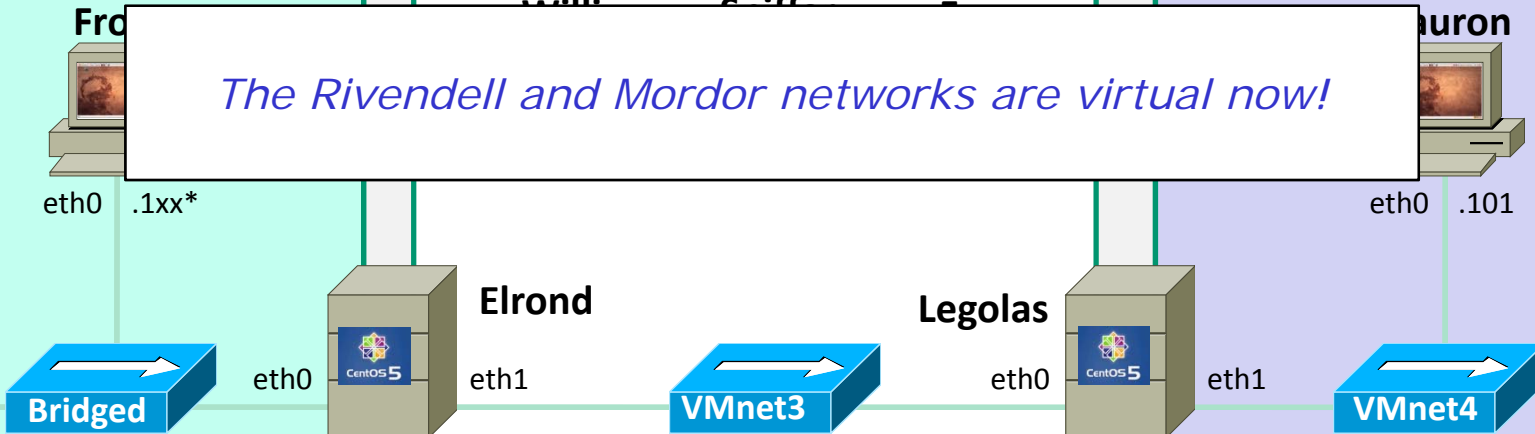 The Rivendell and Mordor networks are virtual now!
eth0 .1xx*
eth0 .101
Elrond
Legolas
CentOS 5
CentOS 5
eth0
eth1
eth0
eth1
Bridged
VMnet3
VMnet4